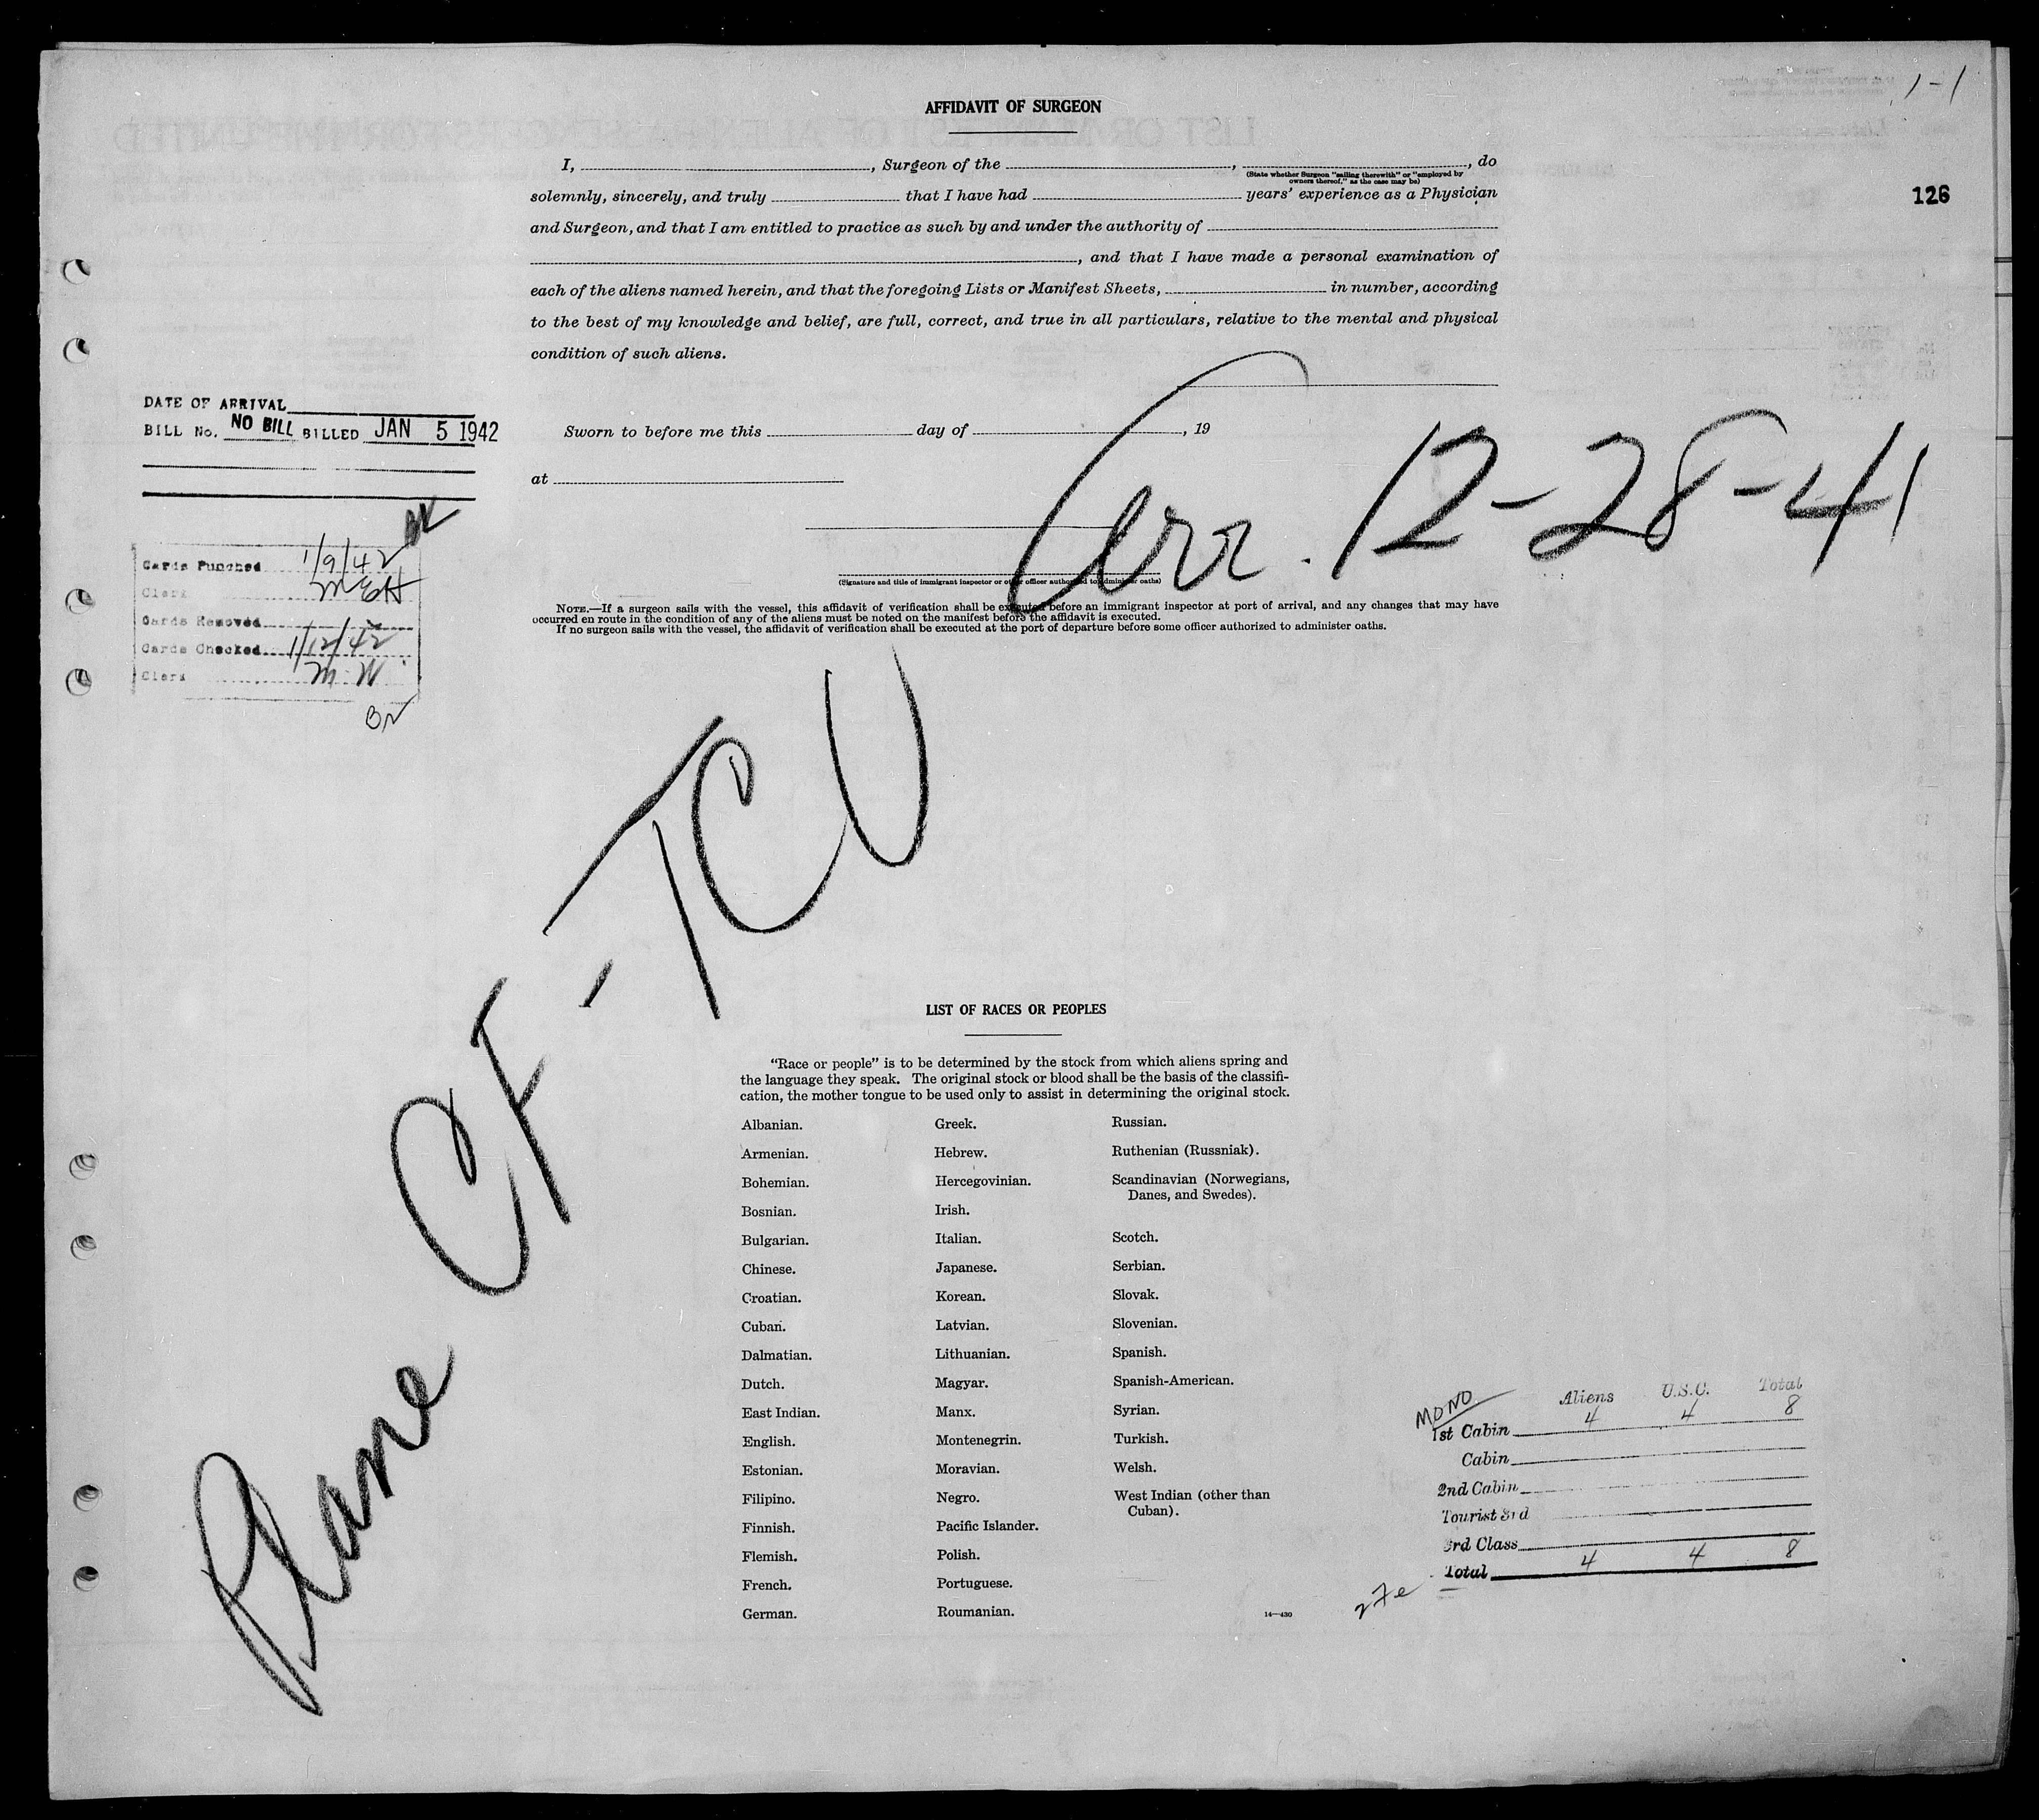 1-1
AFFIDAVIT OF SURGEON
126
I, , Surgeon of the , , do
(State whether Surgeon "sailing therewith" or "employed by
owners thereof," as the case may be)
solemnly, sincerely, and truly that I have had years' experience as a Physician
and Surgeon, and that I am entitled to practice as such by and under the authority of
, and that I have made a personal examination of
each of the aliens named herein, and that the foregoing Lists or Manifest Sheets, in number, according
to the best of my knowledge and belief, are full, correct, and true in all particulars, relative to the mental and physical
condition of such aliens.
DATE OF ARRIVAL
BILL No. NO BILL BILLED JAN 5 1942
Sworn to before me this day of , 19
at
Arr. 12-28-41
(Signature and title of immigrant inspector or other officer authorized to administer oaths)
NOTE.—If a surgeon sails with the vessel, this affidavit of verification shall be executed before an immigrant inspector at port of arrival, and any changes that may have
occurred en route in the condition of any of the aliens must be noted on the manifest before the affidavit is executed.
If no surgeon sails with the vessel, the affidavit of verification shall be executed at the port of departure before some officer authorized to administer oaths.
Cards Punched 1/9/42
Clerk MEH
Cards Removed
Cards Checked 1/12/42
Clerk M.W.
Plane CF-TCU
LIST OF RACES OR PEOPLES
"Race or people" is to be determined by the stock from which aliens spring and
the language they speak. The original stock or blood shall be the basis of the classifi-
cation, the mother tongue to be used only to assist in determining the original stock.
Albanian.
Armenian.
Bohemian.
Bosnian.
Bulgarian.
Chinese.
Croatian.
Cuban.
Dalmatian.
Dutch.
East Indian.
English.
Estonian.
Filipino.
Finnish.
Flemish.
French.
German.
Greek.
Hebrew.
Hercegovinian.
Irish.
Italian.
Japanese.
Korean.
Latvian.
Lithuanian.
Magyar.
Manx.
Montenegrin.
Moravian.
Negro.
Pacific Islander.
Polish.
Portuguese.
Roumanian.
Russian.
Ruthenian (Russniak).
Scandinavian (Norwegians,
Danes, and Swedes).
Scotch.
Serbian.
Slovak.
Slovenian.
Spanish.
Spanish-American.
Syrian.
Turkish.
Welsh.
West Indian (other than
Cuban).
14—430
MONO
Aliens U.S.C. Total
1st Cabin 4 4 8
Cabin
2nd Cabin
Tourist 3rd
3rd Class
Total 4 4 8